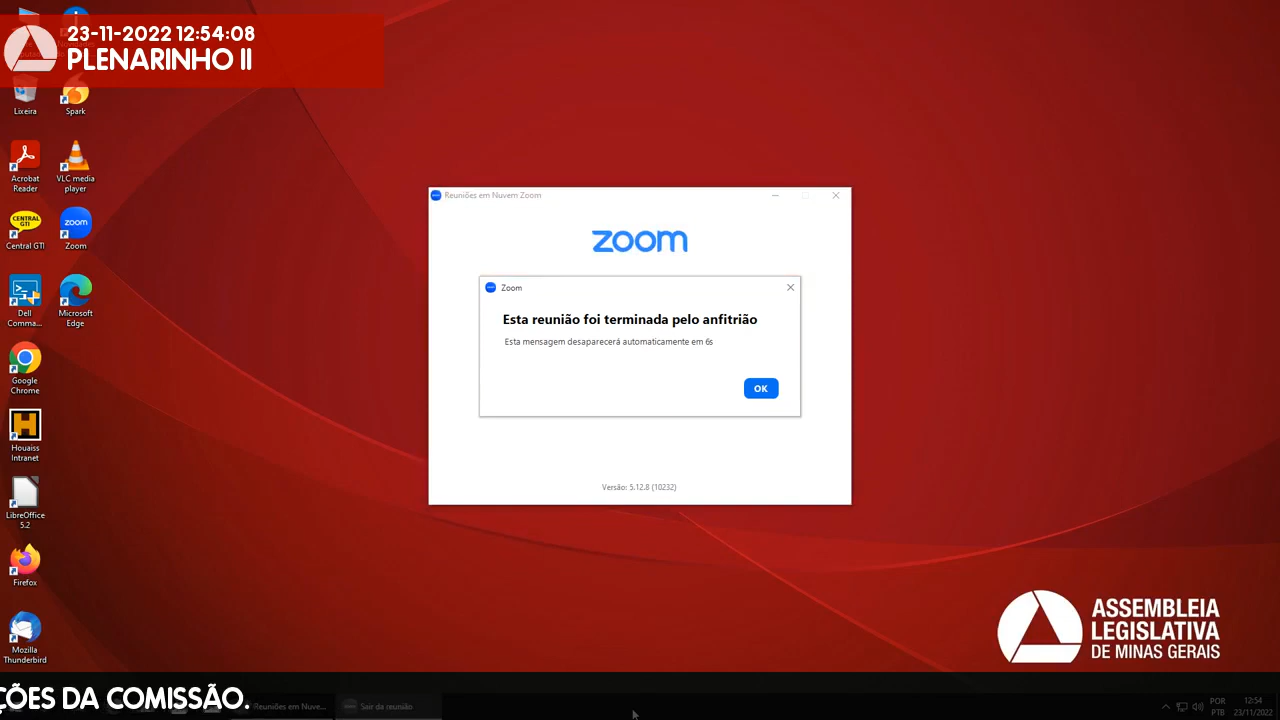 23-11-2022 12:54:08
PLENARINHO II
Lixeira
Spark
Acrobat
Reader
VLC media
player
CENTRAL
GTI
Central GTI
zoom
Zoom
Dell
Comma...
Microsoft
Edge
Google
Chrome
Houaiss
Intranet
LibreOffice
5.2
Firefox
Mozilla
Thunderbird
Reuniões em Nuvem Zoom
zoom
Zoom
Esta reunião foi terminada pelo anfitrião
Esta mensagem desaparecerá automaticamente em 6s
OK
Versão: 5.12.8 (10232)
ASSEMBLEIA
LEGISLATIVA
DE MINAS GERAIS
ÇÕES DA COMISSÃO.
Reuniões em Nuve...
Sair da reunião
POR
PTB
12:54
23/11/2022